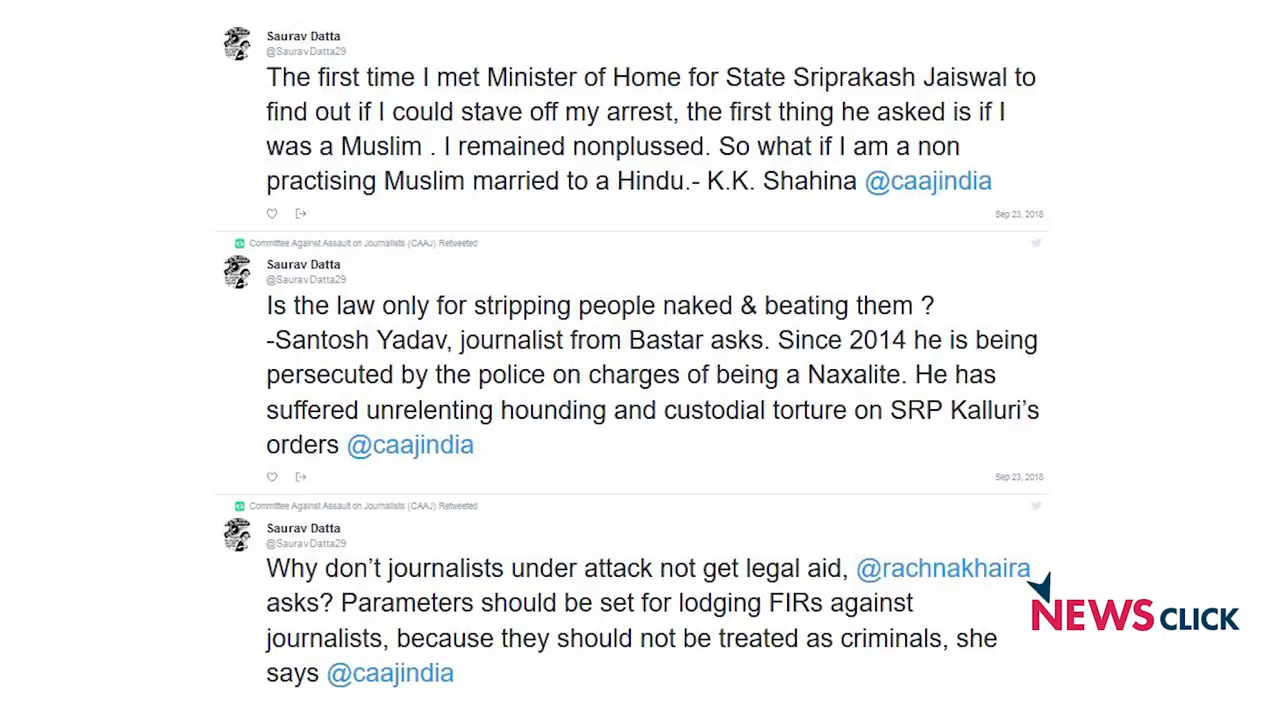 Saurav Datta
@SauravDatta29
The first time I met Minister of Home for State Sriprakash Jaiswal to
find out if I could stave off my arrest, the first thing he asked is if I
was a Muslim . I remained nonplussed. So what if I am a non
practising Muslim married to a Hindu.- K.K. Shahina @caajindia
Sep 23, 2018
Committee Against Assault on Journalists (CAAJ) Retweeted
Saurav Datta
@SauravDatta29
Is the law only for stripping people naked & beating them ?
-Santosh Yadav, journalist from Bastar asks. Since 2014 he is being
persecuted by the police on charges of being a Naxalite. He has
suffered unrelenting hounding and custodial torture on SRP Kalluri’s
orders @caajindia
Sep 23, 2018
Committee Against Assault on Journalists (CAAJ) Retweeted
Saurav Datta
@SauravDatta29
Why don’t journalists under attack not get legal aid, @rachnakhaira
asks? Parameters should be set for lodging FIRs against
journalists, because they should not be treated as criminals, she
says @caajindia
NEWSCLICK